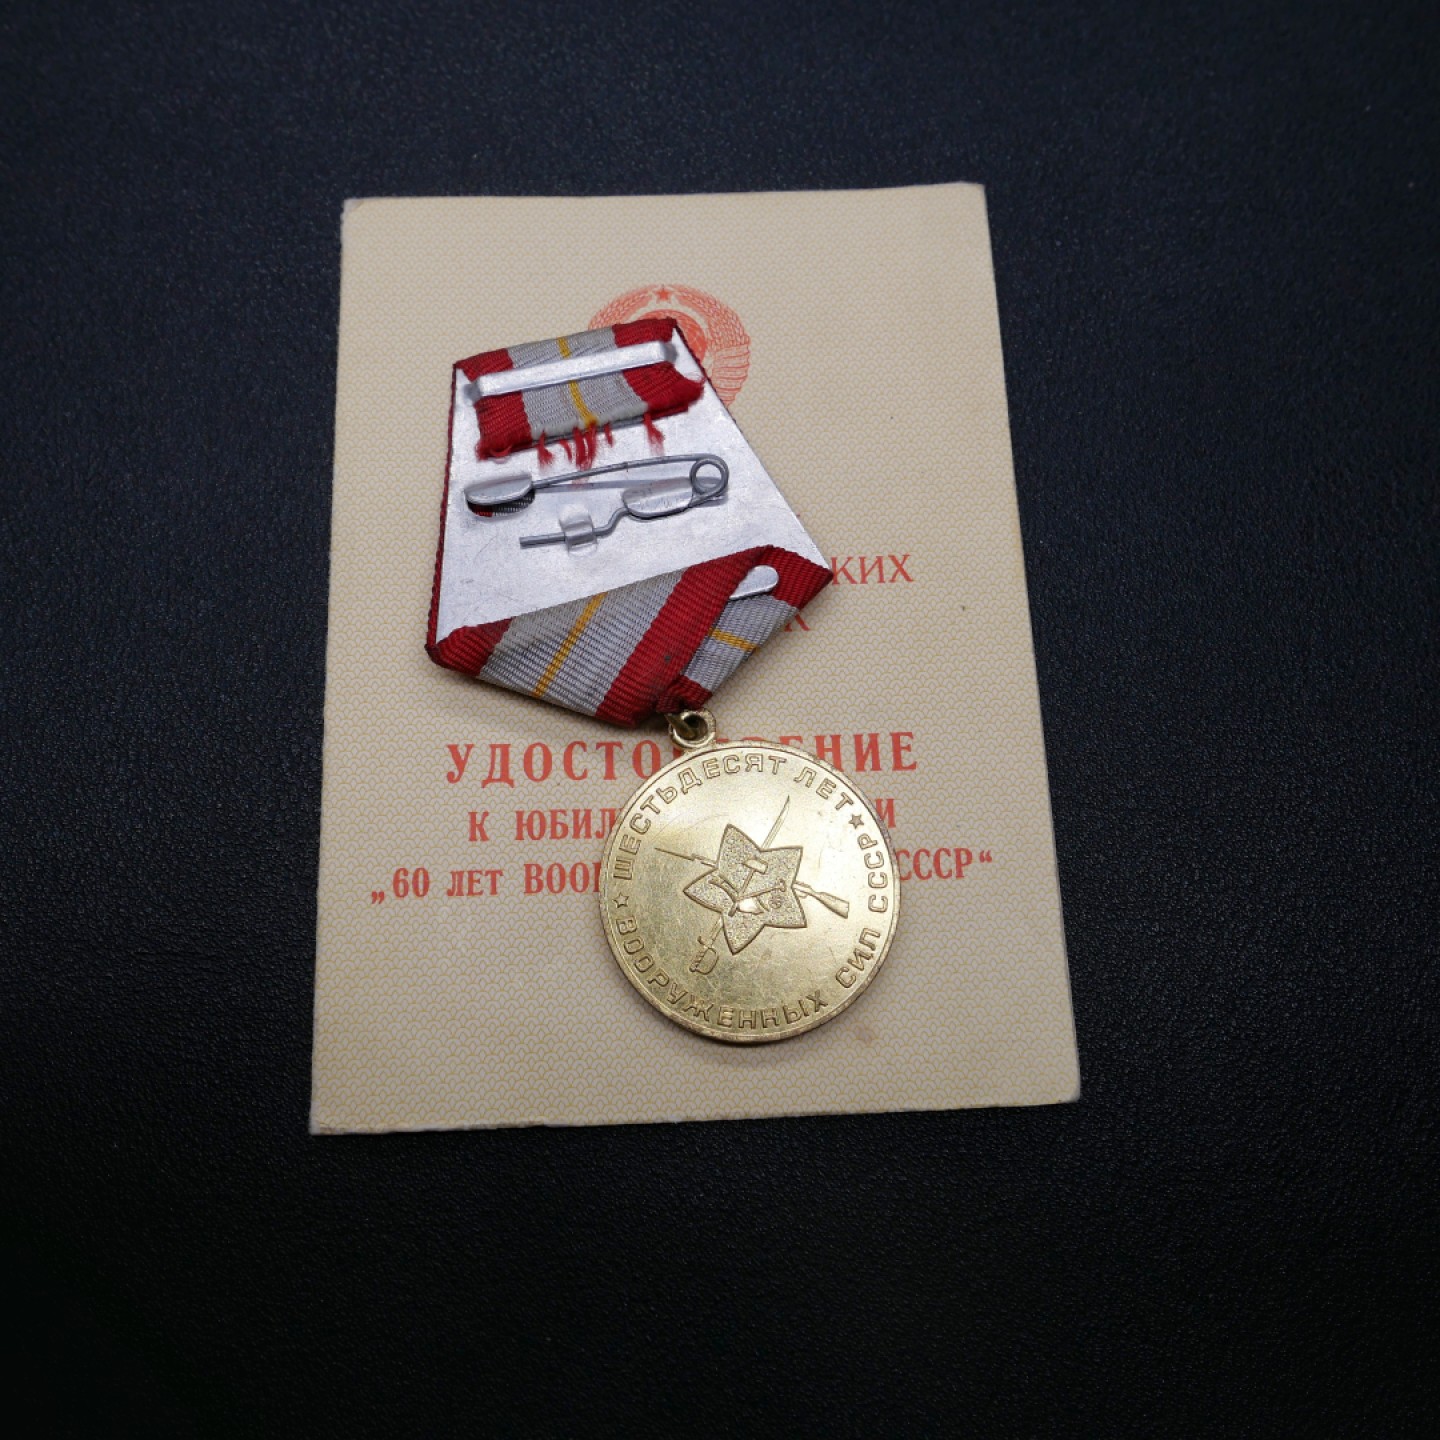 КИХ
УДОСТО ЕНИЕ
К ЮБИЛ И
„60 ЛЕТ ВОО СССР“
ШЕСТЬДЕСЯТ ЛЕТ
ВООРУЖЕННЫХ СИЛ СССР